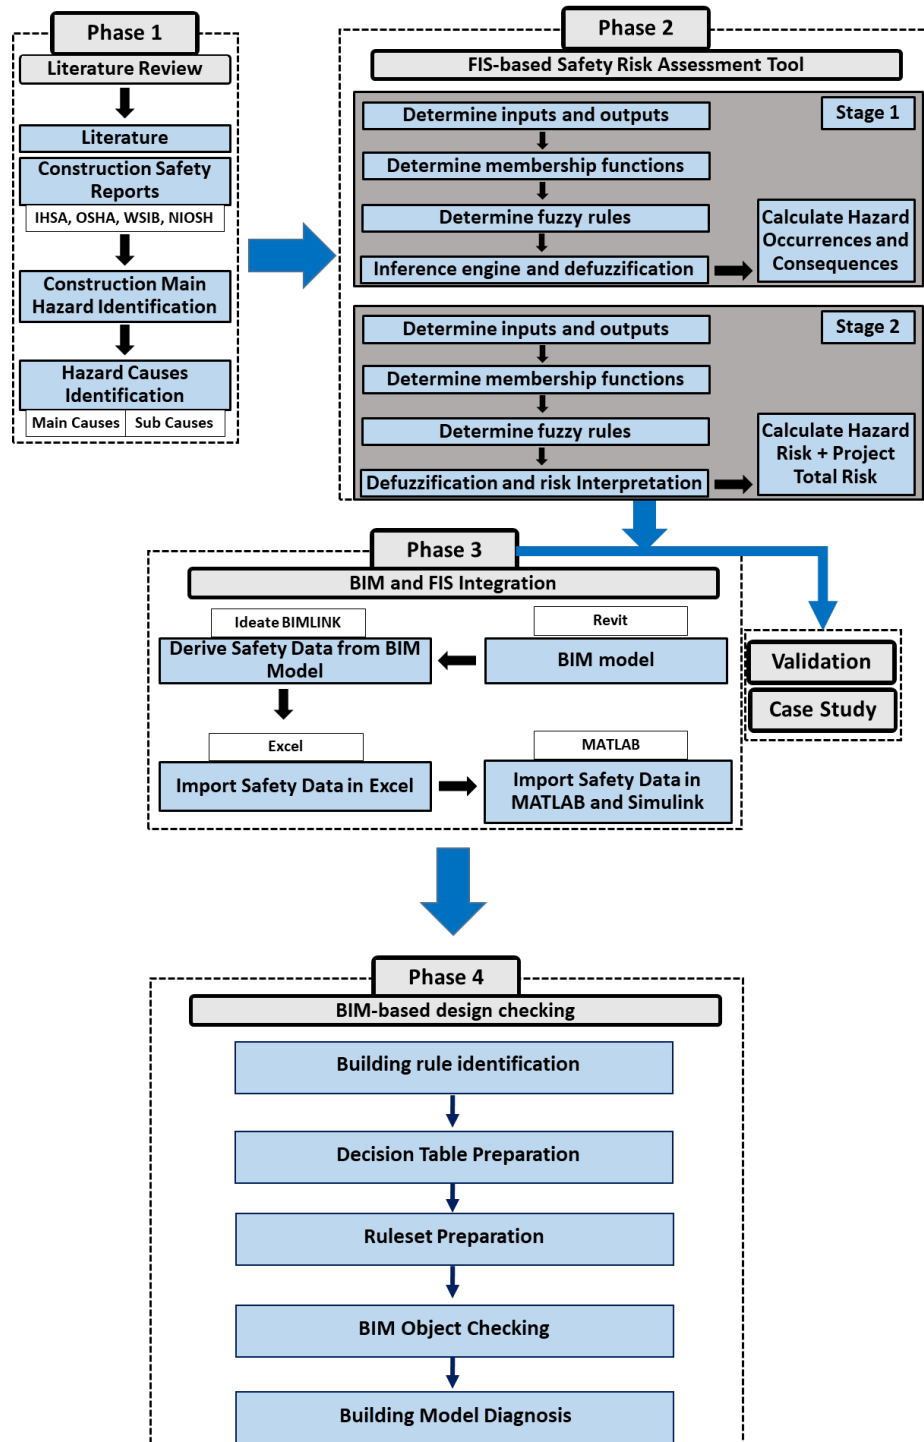 Phase 1
Literature Review
Literature
Construction Safety
Reports
IHSA, OSHA, WSIB, NIOSH
Construction Main
Hazard Identification
Hazard Causes
Identification
Main Causes
Sub Causes
Phase 2
FIS-based Safety Risk Assessment Tool
Stage 1
Determine inputs and outputs
Determine membership functions
Determine fuzzy rules
Inference engine and defuzzification
Calculate Hazard
Occurrences and
Consequences
Stage 2
Determine inputs and outputs
Determine membership functions
Determine fuzzy rules
Defuzzification and risk Interpretation
Calculate Hazard
Risk + Project
Total Risk
Phase 3
BIM and FIS Integration
Ideate BIMLINK
Derive Safety Data from BIM
Model
Revit
BIM model
Excel
Import Safety Data in Excel
MATLAB
Import Safety Data in
MATLAB and Simulink
Validation
Case Study
Phase 4
BIM-based design checking
Building rule identification
Decision Table Preparation
Ruleset Preparation
BIM Object Checking
Building Model Diagnosis